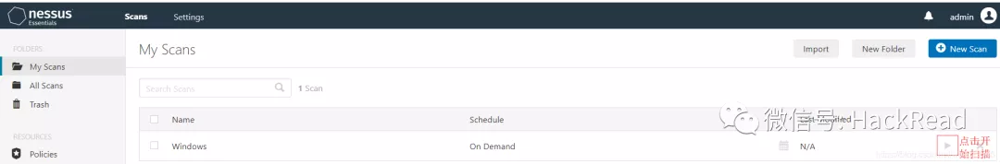 nessus Essentials
Scans Settings
admin
FOLDERS
My Scans
All Scans
Trash
RESOURCES
Policies
My Scans
Import New Folder New Scan
Search Scans 1 Scan
Name Schedule Last Modified
Windows On Demand N/A
微信号: HackRead
点击开
始扫描